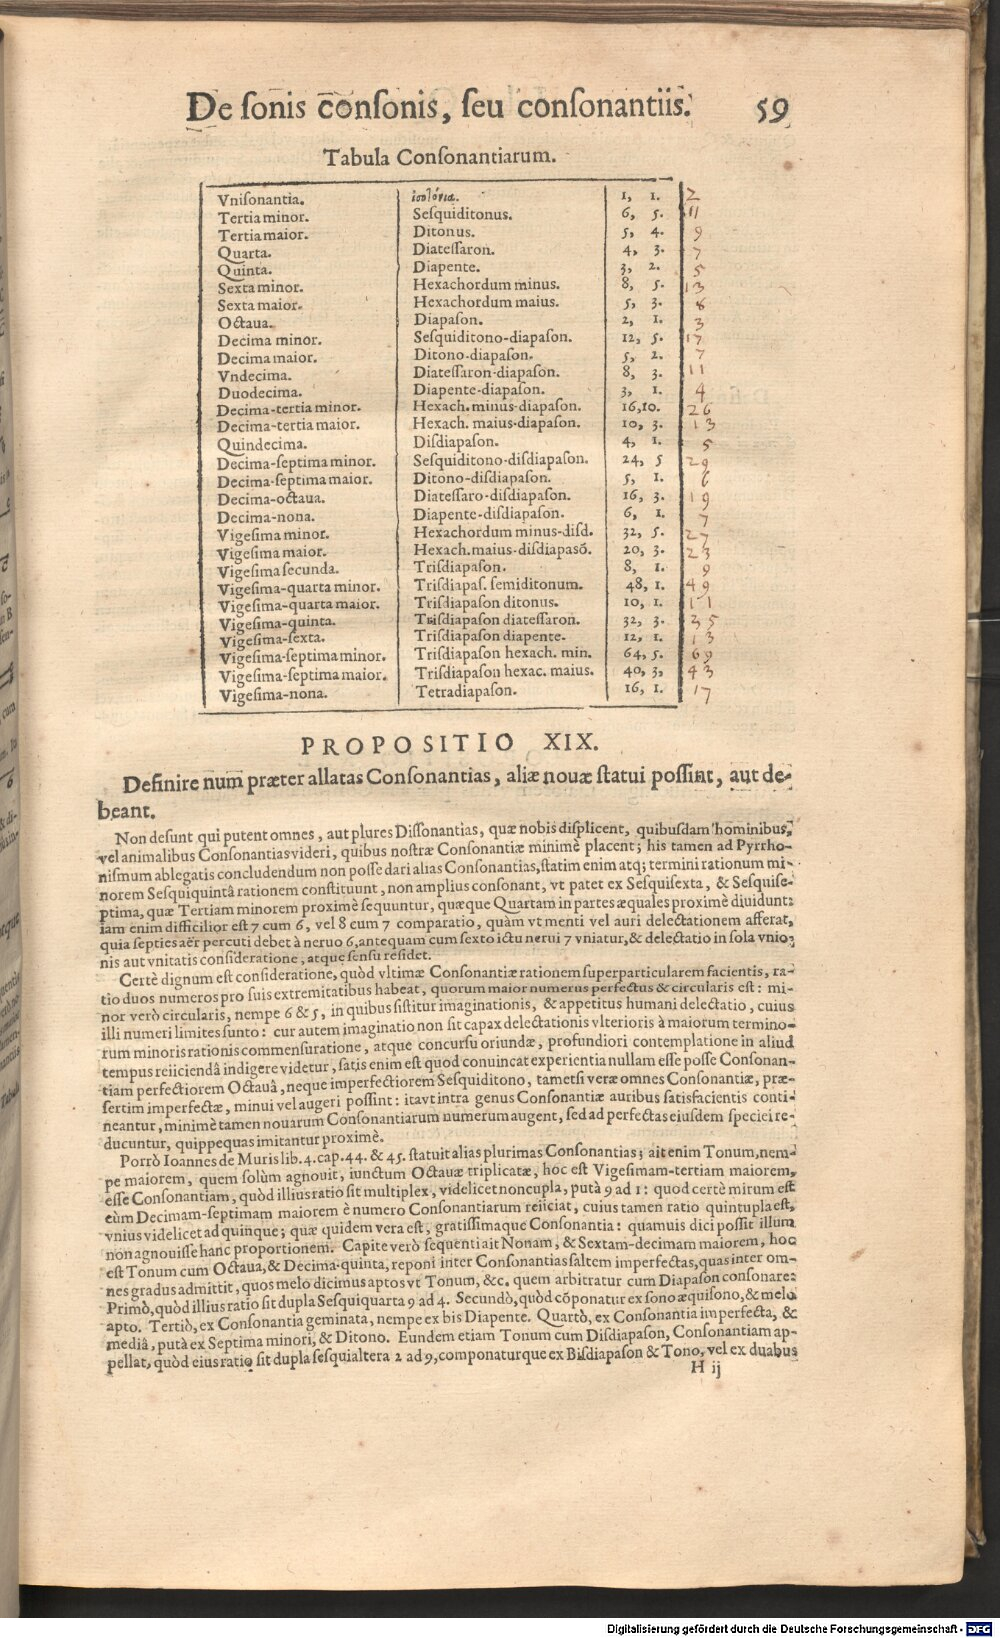 De ſonis conſonis, ſeu conſonantiis. 59
Tabula Conſonantiarum.
Vniſonantia. ἰσοφόνια. 1, 1. 2
Tertia minor. Seſquiditonus. 6, 5. 11
Tertia maior. Ditonus. 5, 4. 9
Quarta. Diateſſaron. 4, 3. 7
Quinta. Diapente. 3, 2. 5
Sexta minor. Hexachordum minus. 8, 5. 13
Sexta maior. Hexachordum maius. 5, 3. 8
Octaua. Diapaſon. 2, 1. 3
Decima minor. Seſquiditono-diapaſon. 12, 5. 17
Decima maior. Ditono-diapaſon. 5, 2. 7
Vndecima. Diateſſaron-diapaſon. 8, 3. 11
Duodecima. Diapente-diapaſon. 3, 1. 4
Decima-tertia minor. Hexach. minus-diapaſon. 16,10. 26
Decima-tertia maior. Hexach. maius-diapaſon. 10, 3. 13
Quindecima. Diſdiapaſon. 4, 1. 5
Decima-ſeptima minor. Seſquiditono-diſdiapaſon. 24, 5 29
Decima-ſeptima maior. Ditono-diſdiapaſon. 5, 1. 6
Decima-octaua. Diateſſaro-diſdiapaſon. 16, 3. 19
Decima-nona. Diapente-diſdiapaſon. 6, 1. 7
Vigeſima minor. Hexachordum minus-diſd. 32, 5. 27
Vigeſima maior. Hexach. maius-diſdiapasõ. 20, 3. 23
Vigeſima ſecunda. Triſdiapaſon. 8, 1. 9
Vigeſima-quarta minor. Triſdiapaſ. ſemiditonum. 48, 1. 49
Vigeſima-quarta maior. Triſdiapaſon ditonus. 10, 1. 11
Vigeſima-quinta. Triſdiapaſon diateſſaron. 32, 3. 35
Vigeſima-ſexta. Triſdiapaſon diapente. 12, 1. 13
Vigeſima-ſeptima minor. Triſdiapaſon hexach. min. 64, 5. 69
Vigeſima-ſeptima maior. Triſdiapaſon hexac. maius. 40, 3, 43
Vigeſima-nona. Tetradiapaſon. 16, 1. 17
PROPOSITIO XIX.
Definire num præter allatas Conſonantias, aliæ nouæ ſtatui poſſint, aut de-
beant.
Non deſunt qui putent omnes, aut plures Diſſonantias, quæ nobis diſplicent, quibuſdam hominibus,
vel animalibus Conſonantias videri, quibus noſtræ Conſonantiæ minimè placent; his tamen ad Pyrrho-
niſmum ablegatis concludendum non poſſe dari alias Conſonantias, ſtatim enim atq; termini rationum mi-
norem Seſquiquintâ rationem conſtituunt, non amplius conſonant, vt patet ex Seſquiſexta, & Seſquiſe-
ptima, quæ Tertiam minorem proximè ſequuntur, quæque Quartam in partes æquales proximè diuidunt:
iam enim difficilior eſt 7 cum 6, vel 8 cum 7 comparatio, quàm vt menti vel auri delectationem afferat,
quia ſepties aër percuti debet à neruo 6, antequam cum ſexto ictu nerui 7 vniatur, & delectatio in ſola vnio-
nis aut vnitatis conſideratione, atque ſenſu reſidet.
Certè dignum eſt conſideratione, quòd vltimæ Conſonantiæ rationem ſuperparticularem facientis, ra-
tio duos numeros pro ſuis extremitatibus habeat, quorum maior numerus perfectus & circularis eſt: mi-
nor verò circularis, nempe 6 & 5, in quibus ſiſtitur imaginationis, & appetitus humani delectatio, cuius
illi numeri limites ſunto: cur autem imaginatio non ſit capax delectationis vlterioris à maiorum termino-
rum minoris rationis commenſuratione, atque concurſu oriundæ, profundiori contemplatione in aliud
tempus reiiciendâ indigere videtur, ſatis enim eſt quod conuincat experientia nullam eſſe poſſe Conſonan-
tiam perfectiorem Octauâ, neque imperfectiorem Seſquiditono, tametſi veræ omnes Conſonantiæ, præ-
ſertim imperfectæ, minui vel augeri poſſint: ita vt intra genus Conſonantiæ auribus ſatisfacientis conti-
neantur, minimè tamen nouarum Conſonantiarum numerum augent, ſed ad perfectas eiuſdem ſpeciei re-
ducuntur, quippe quas imitantur proximè.
Porrò Ioannes de Muris lib. 4. cap. 44. & 45. ſtatuit alias plurimas Conſonantias; ait enim Tonum, nem-
pe maiorem, quem ſolùm agnouit, iunctum Octauæ triplicatæ, hoc eſt Vigeſimam-tertiam maiorem,
eſſe Conſonantiam, quòd illius ratio ſit multiplex, videlicet noncupla, putà 9 ad 1: quod certè mirum eſt
cùm Decimam-ſeptimam maiorem è numero Conſonantiarum reiiciat, cuius tamen ratio quintupla eſt,
vnius videlicet ad quinque; quæ quidem vera eſt, gratiſſimaque Conſonantia: quamuis dici poſſit illum
non agnouiſſe hanc proportionem. Capite verò ſequenti ait Nonam, & Sextam-decimam maiorem, hoc
eſt Tonum cum Octaua, & Decima-quinta, reponi inter Conſonantias ſaltem imperfectas, quas inter om-
nes gradus admittit, quos melo dicimus aptos vt Tonum, &c. quem arbitratur cum Diapaſon conſonare:
Primò, quòd illius ratio ſit dupla Seſquiquarta 9 ad 4. Secundò, quòd cõponatur ex ſono æquiſono, & melo
apto. Tertiò, ex Conſonantia geminata, nempe ex bis Diapente. Quartò, ex Conſonantia imperfecta, &
mediâ, putà ex Septima minori, & Ditono. Eundem etiam Tonum cum Diſdiapaſon, Conſonantiam ap-
pellat, quòd eius ratio ſit dupla ſeſquialtera 2 ad 9, componaturque ex Biſdiapaſon & Tono, vel ex duabus
H ij
Digitalisierung gefördert durch die Deutsche Forschungsgemeinschaft - DFG